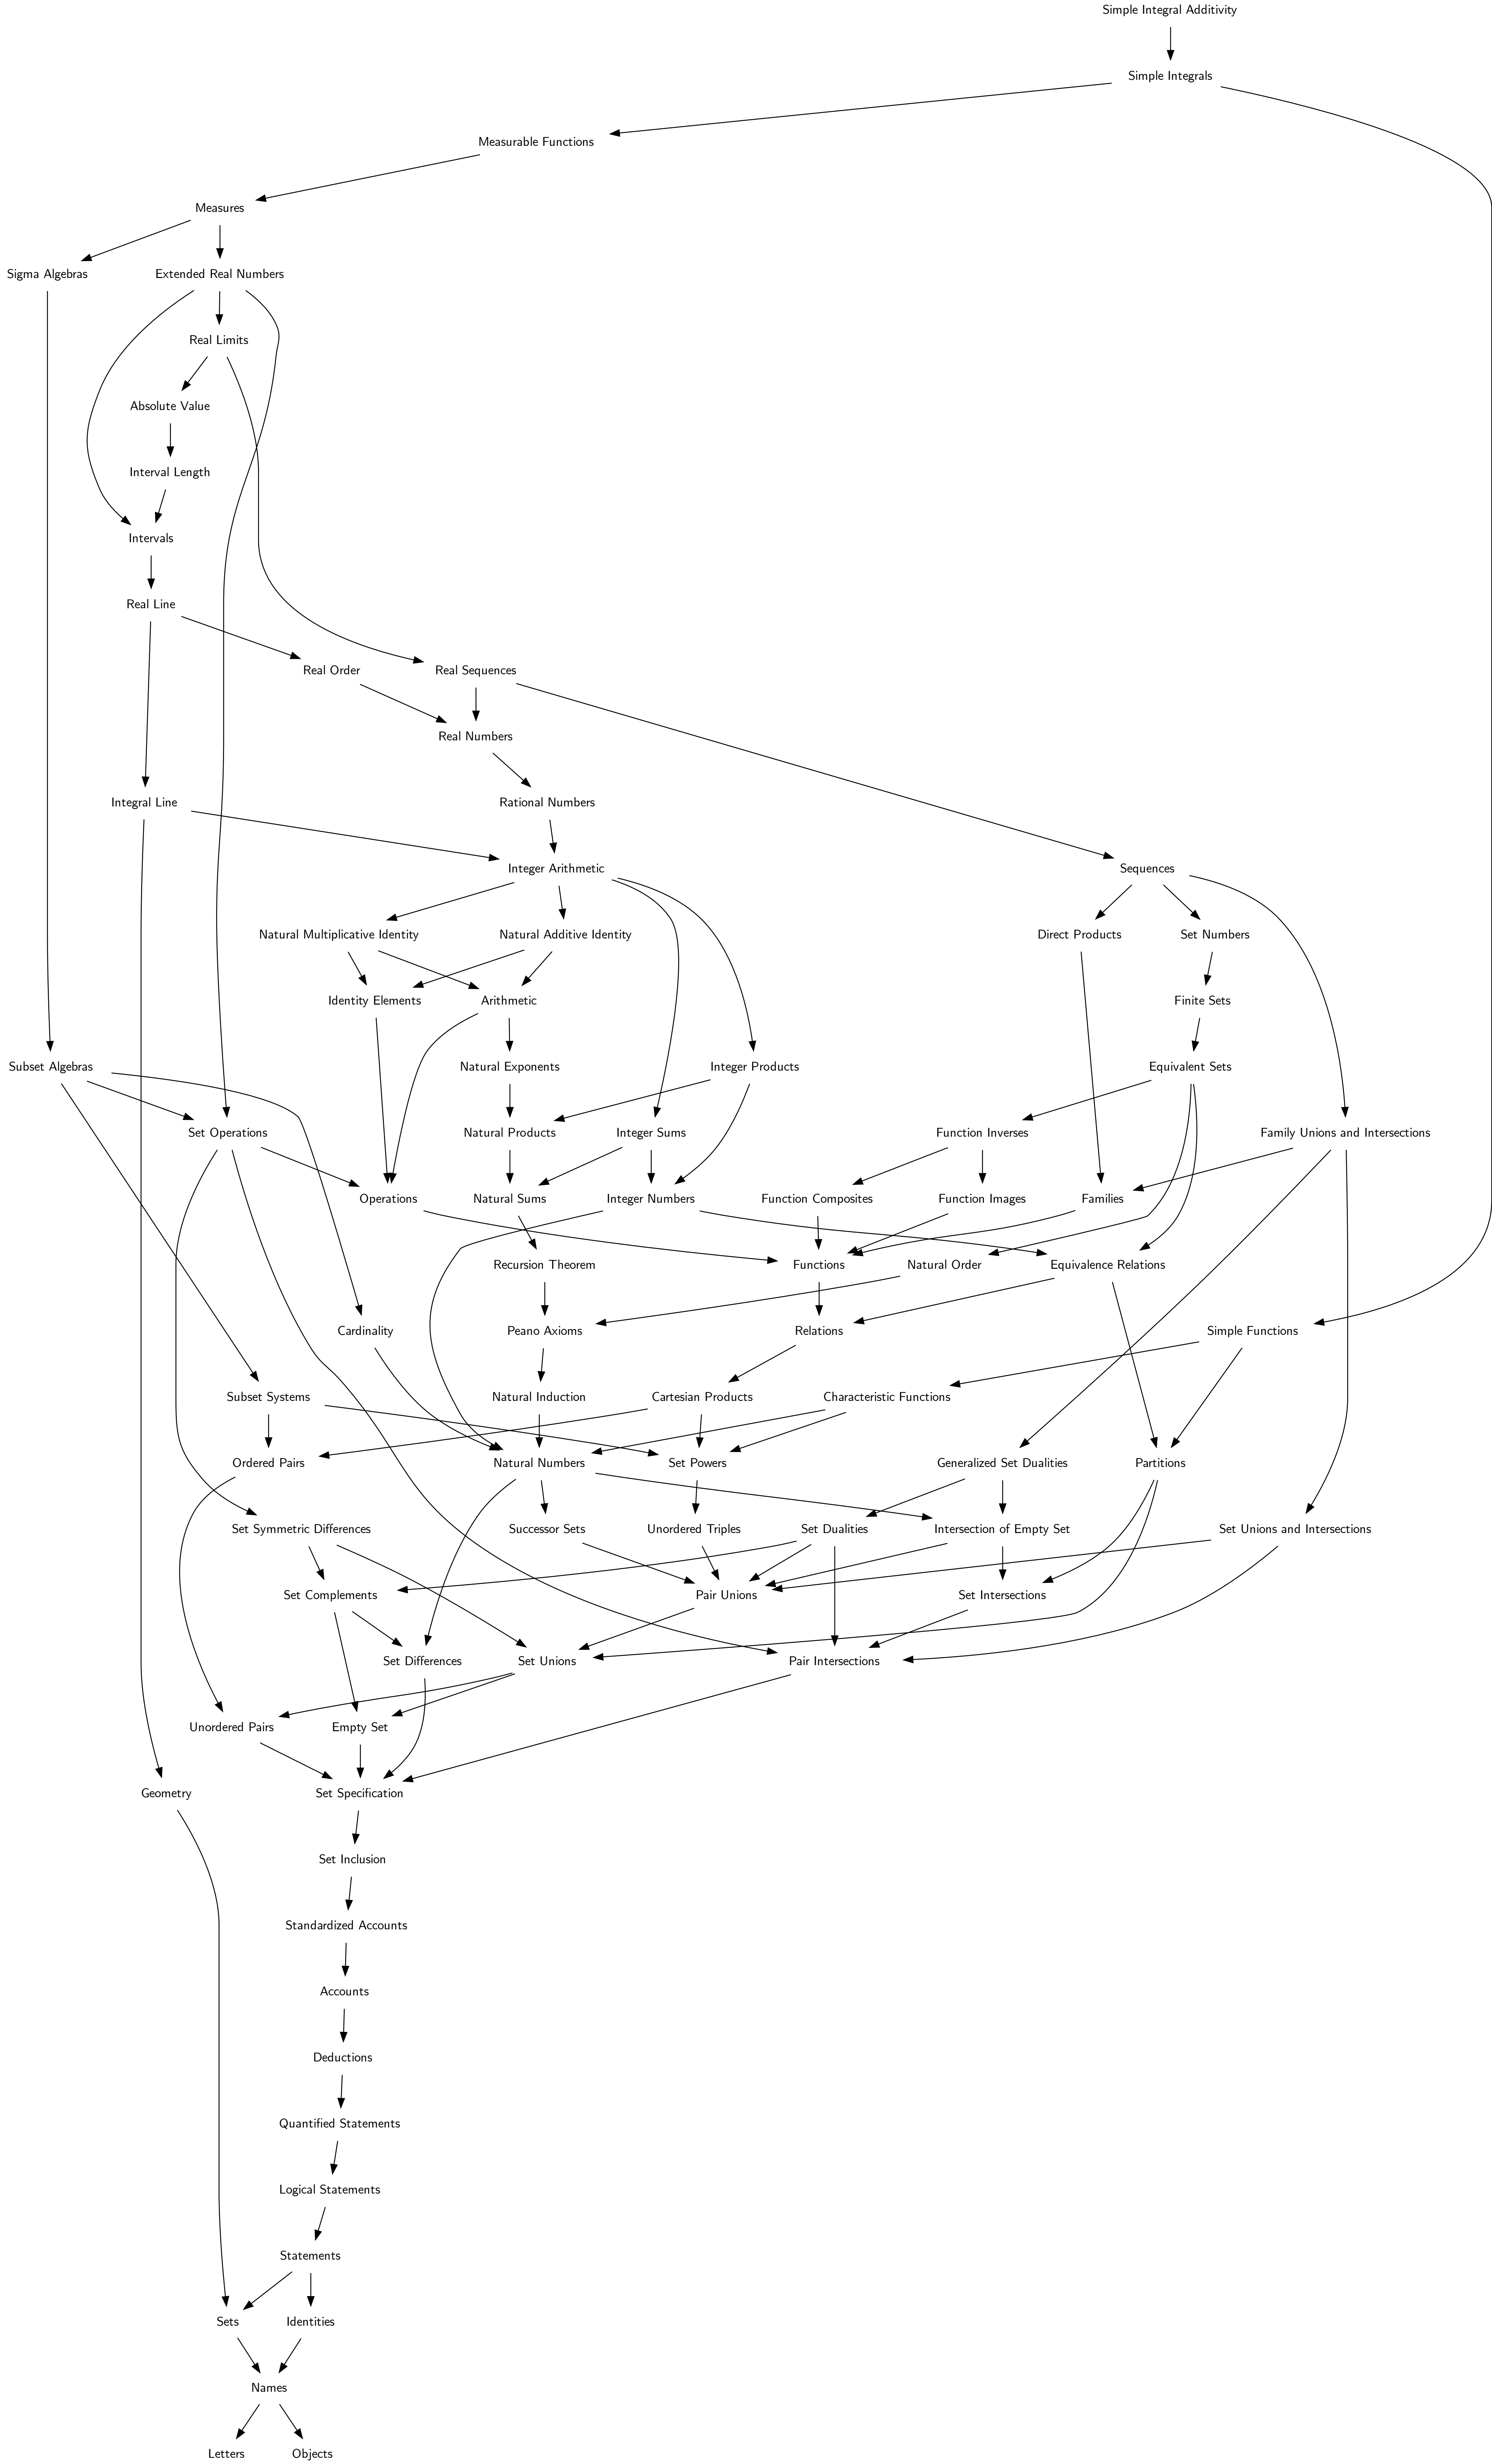 Simple Integral Additivity
Simple Integrals
Measurable Functions
Measures
Sigma Algebras
Extended Real Numbers
Real Limits
Absolute Value
Interval Length
Intervals
Real Line
Real Order
Real Sequences
Real Numbers
Integral Line
Rational Numbers
Integer Arithmetic
Sequences
Natural Multiplicative Identity
Natural Additive Identity
Direct Products
Set Numbers
Identity Elements
Arithmetic
Finite Sets
Subset Algebras
Natural Exponents
Integer Products
Equivalent Sets
Set Operations
Natural Products
Integer Sums
Function Inverses
Family Unions and Intersections
Operations
Natural Sums
Integer Numbers
Function Composites
Function Images
Families
Recursion Theorem
Functions
Natural Order
Equivalence Relations
Cardinality
Peano Axioms
Relations
Simple Functions
Subset Systems
Natural Induction
Cartesian Products
Characteristic Functions
Ordered Pairs
Natural Numbers
Set Powers
Generalized Set Dualities
Partitions
Set Symmetric Differences
Successor Sets
Unordered Triples
Set Dualities
Intersection of Empty Set
Set Unions and Intersections
Set Complements
Pair Unions
Set Intersections
Set Differences
Set Unions
Pair Intersections
Unordered Pairs
Empty Set
Geometry
Set Specification
Set Inclusion
Standardized Accounts
Accounts
Deductions
Quantified Statements
Logical Statements
Statements
Sets
Identities
Names
Letters
Objects